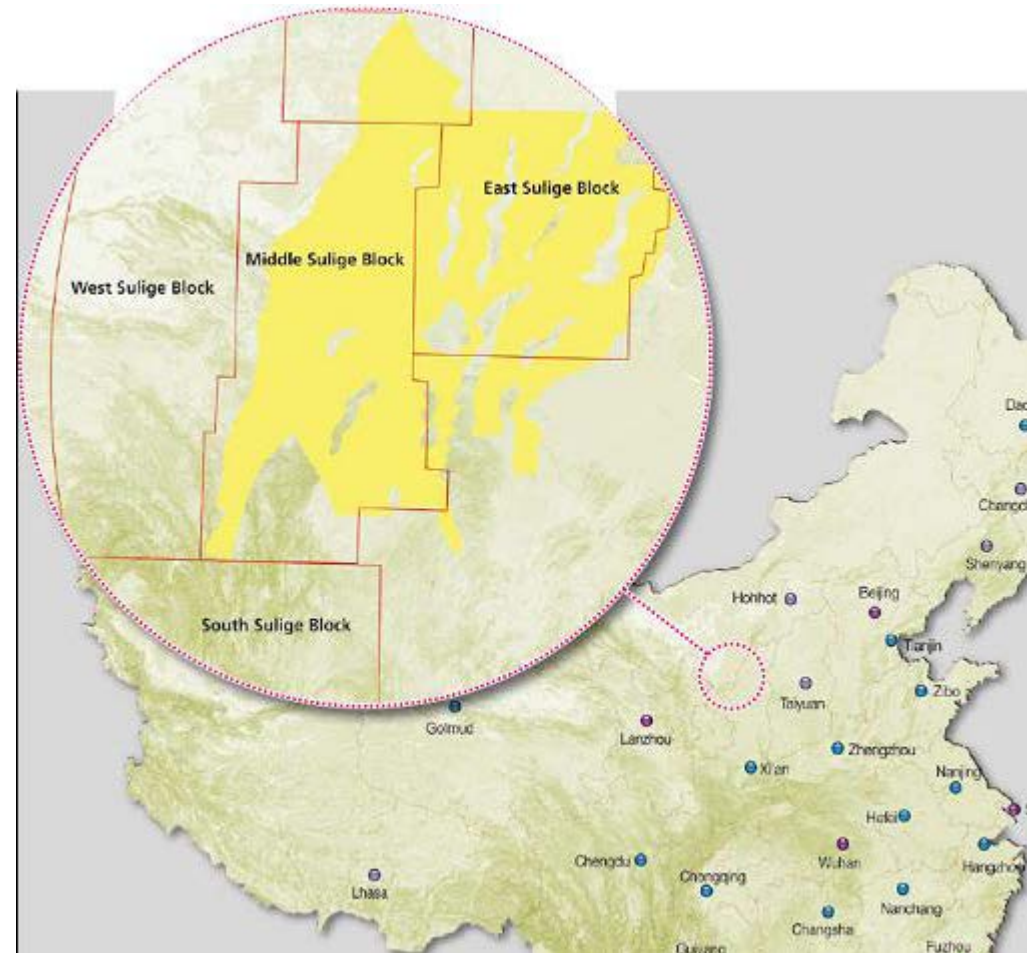 East Sulige Block
Middle Sulige Block
West Sulige Block
South Sulige Block
Shenyang
Hohhot
Beijing
Tianjin
Taiyuan
Zibo
Golmud
Lanzhou
Zhengzhou
Xi'an
Nanjing
Hefei
Wuhan
Chengdu
Hangzhou
Chongqing
Lhasa
Nanchang
Changsha
Fuzhou